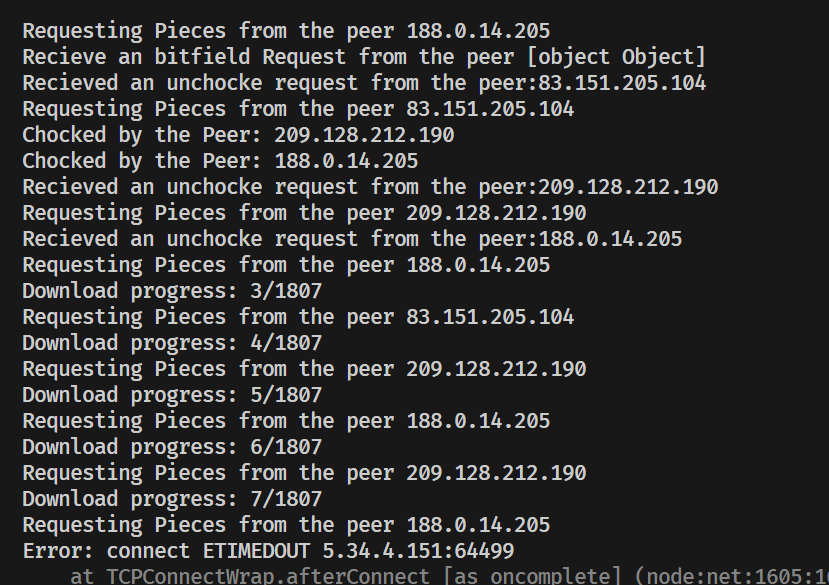 Requesting Pieces from the peer 188.0.14.205
Recieve an bitfield Request from the peer [object Object]
Recieved an unchocke request from the peer:83.151.205.104
Requesting Pieces from the peer 83.151.205.104
Chocked by the Peer: 209.128.212.190
Chocked by the Peer: 188.0.14.205
Recieved an unchocke request from the peer:209.128.212.190
Requesting Pieces from the peer 209.128.212.190
Recieved an unchocke request from the peer:188.0.14.205
Requesting Pieces from the peer 188.0.14.205
Download progress: 3/1807
Requesting Pieces from the peer 83.151.205.104
Download progress: 4/1807
Requesting Pieces from the peer 209.128.212.190
Download progress: 5/1807
Requesting Pieces from the peer 188.0.14.205
Download progress: 6/1807
Requesting Pieces from the peer 209.128.212.190
Download progress: 7/1807
Requesting Pieces from the peer 188.0.14.205
Error: connect ETIMEDOUT 5.34.4.151:64499
at TCPConnectWrap.afterConnect [as oncomplete] (node:net:1605:1